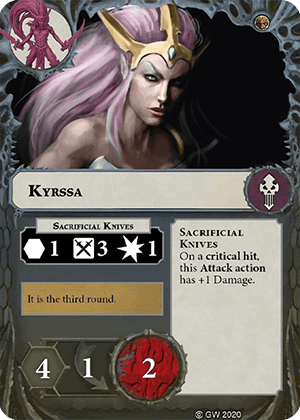 Kyrssa
Sacrificial Knives
1 3 1
Sacrificial
Knives
On a critical hit,
this Attack action
has +1 Damage.
It is the third round.
4 1 2
© GW 2020